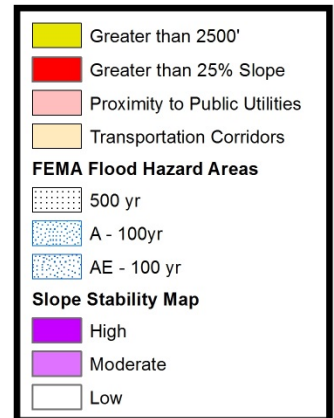 Greater than 2500'
Greater than 25% Slope
Proximity to Public Utilities
Transportation Corridors
FEMA Flood Hazard Areas
500 yr
A - 100yr
AE - 100 yr
Slope Stability Map
High
Moderate
Low